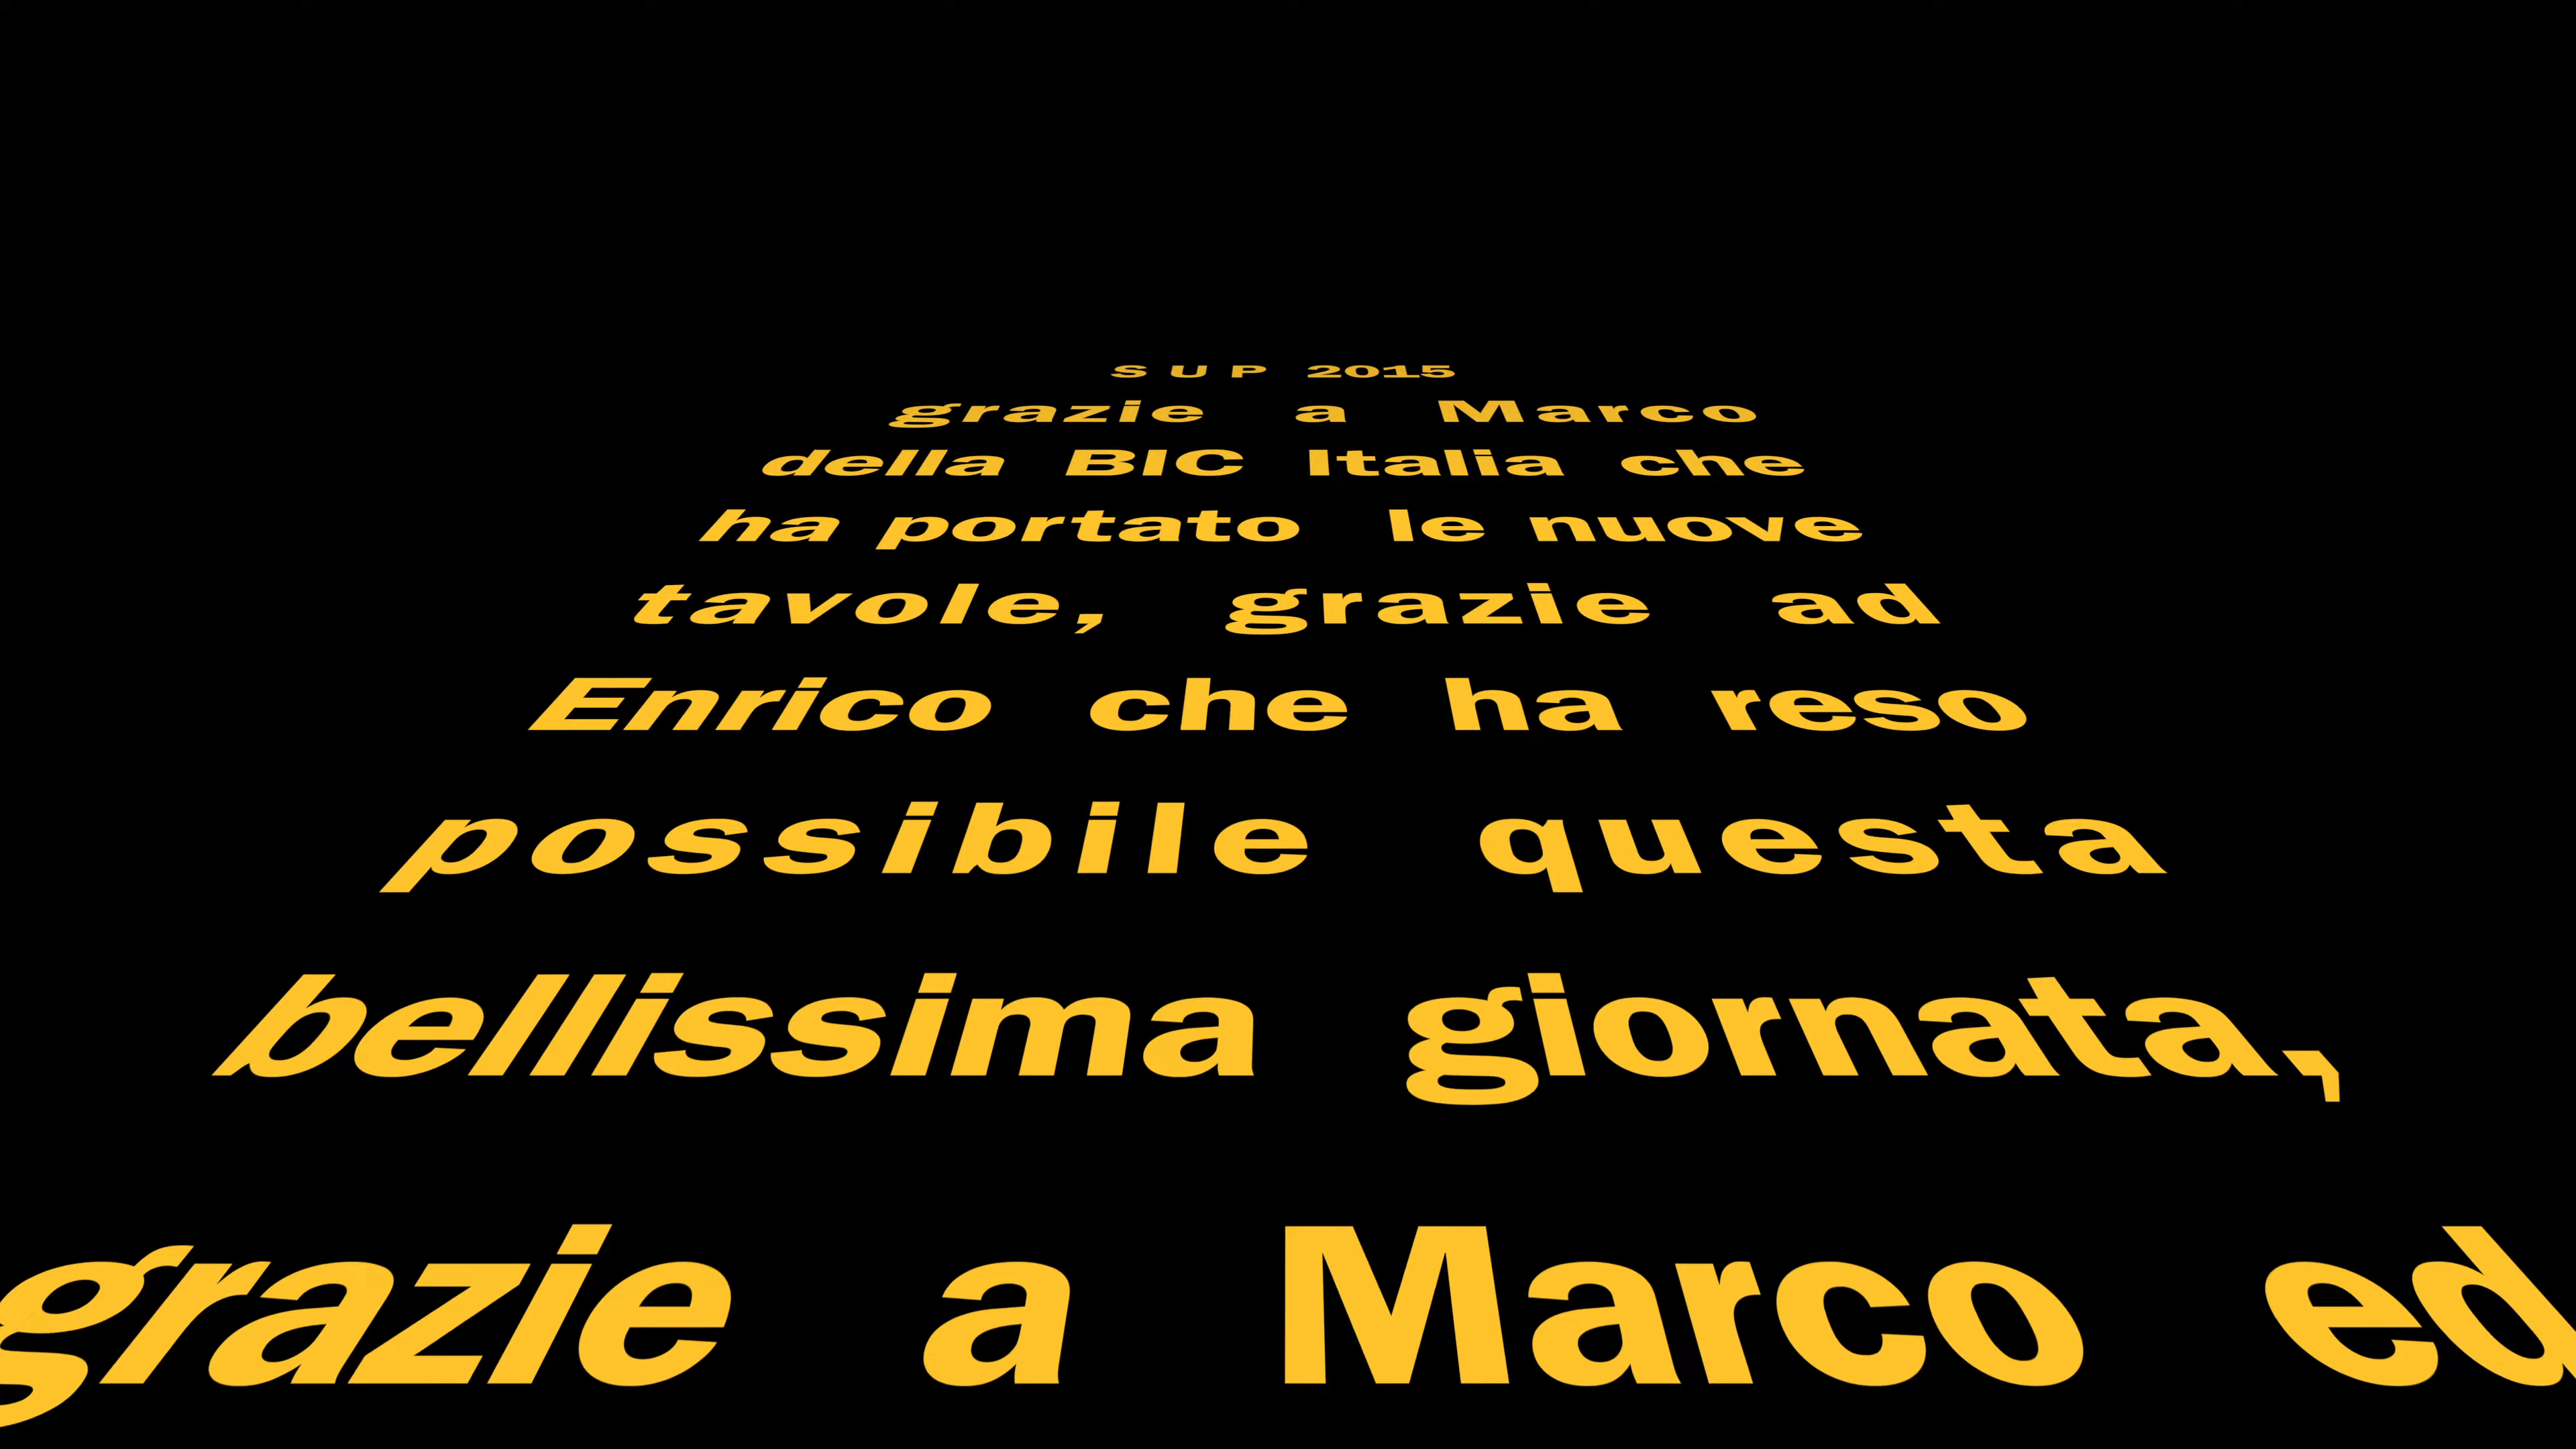 S U P 2015
grazie a Marco
della BIC Italia che
ha portato le nuove
tavole, grazie ad
Enrico che ha reso
possibile questa
bellissima giornata,
grazie a Marco ed